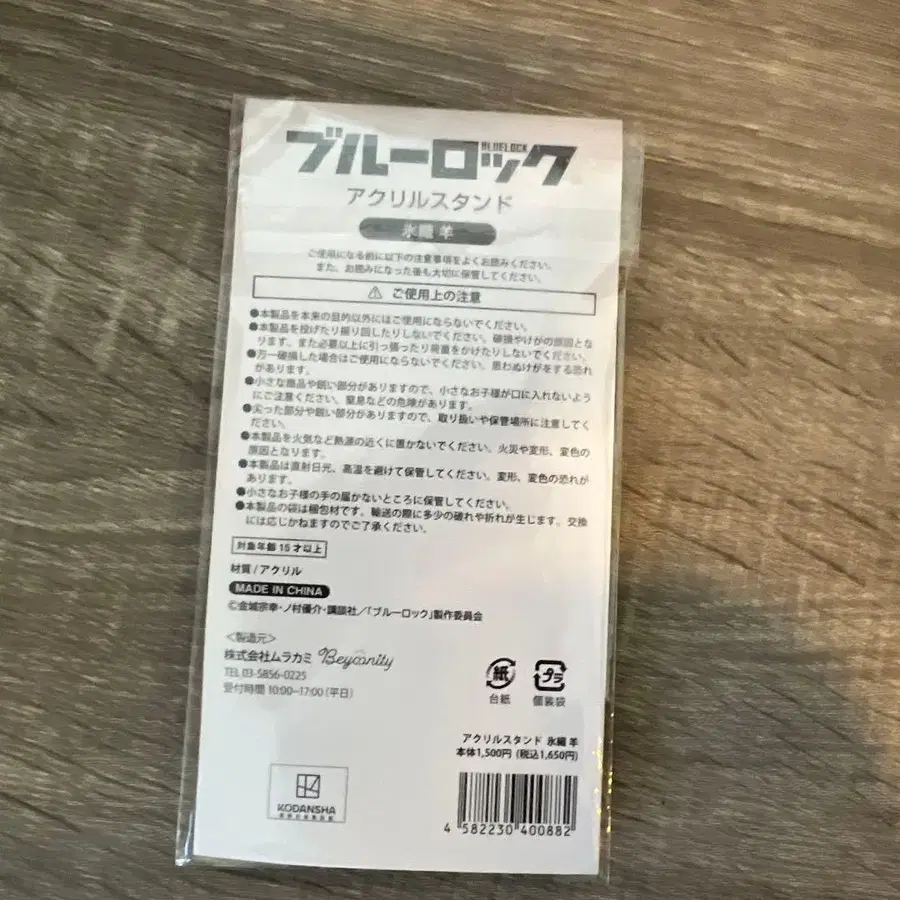 ブルーロック
BLUELOCK
アクリルスタンド
氷織 羊
ご使用になる前に以下の注意事項をよくお読みください。
また、お読みになった後も大切に保管してください。
⚠ ご使用上の注意
●本製品を本来の目的以外にはご使用にならないでください。
●本製品を投げたり振り回したりしないでください。破損やけがの原因とな
ります。また必要以上に引っ張ったり荷重をかけたりしないでください。
●万一破損した場合はご使用にならないでください。思わぬけがをする恐れ
があります。
●小さな商品や鋭い部分がありますので、小さなお子様が口に入れないよう
にご注意ください。窒息などの危険があります。
●尖った部分や鋭い部分がありますので、取り扱いや保管場所に注意してく
ださい。
●本製品を火気など熱源の近くに置かないでください。火災や変形、変色の
原因となります。
●本製品は直射日光、高温を避けて保管してください。変形、変色の恐れが
あります。
●小さなお子様の手の届かないところに保管してください。
●本製品の袋は梱包材です。輸送の際に多少の破れや折れが生じます。交換
には応じかねますのでご了承ください。
対象年齢 15才以上
材質/アクリル
MADE IN CHINA
©金城宗幸・ノ村優介・講談社/「ブルーロック」製作委員会
<製造元>
株式会社ムラカミ Beyonity
TEL 03-5856-0225
受付時間 10:00~17:00(平日)
紙
台紙
プラ
個装袋
アクリルスタンド 氷織 羊
本体1,500円(税込1,650円)
4 582230 400882
KODANSHA